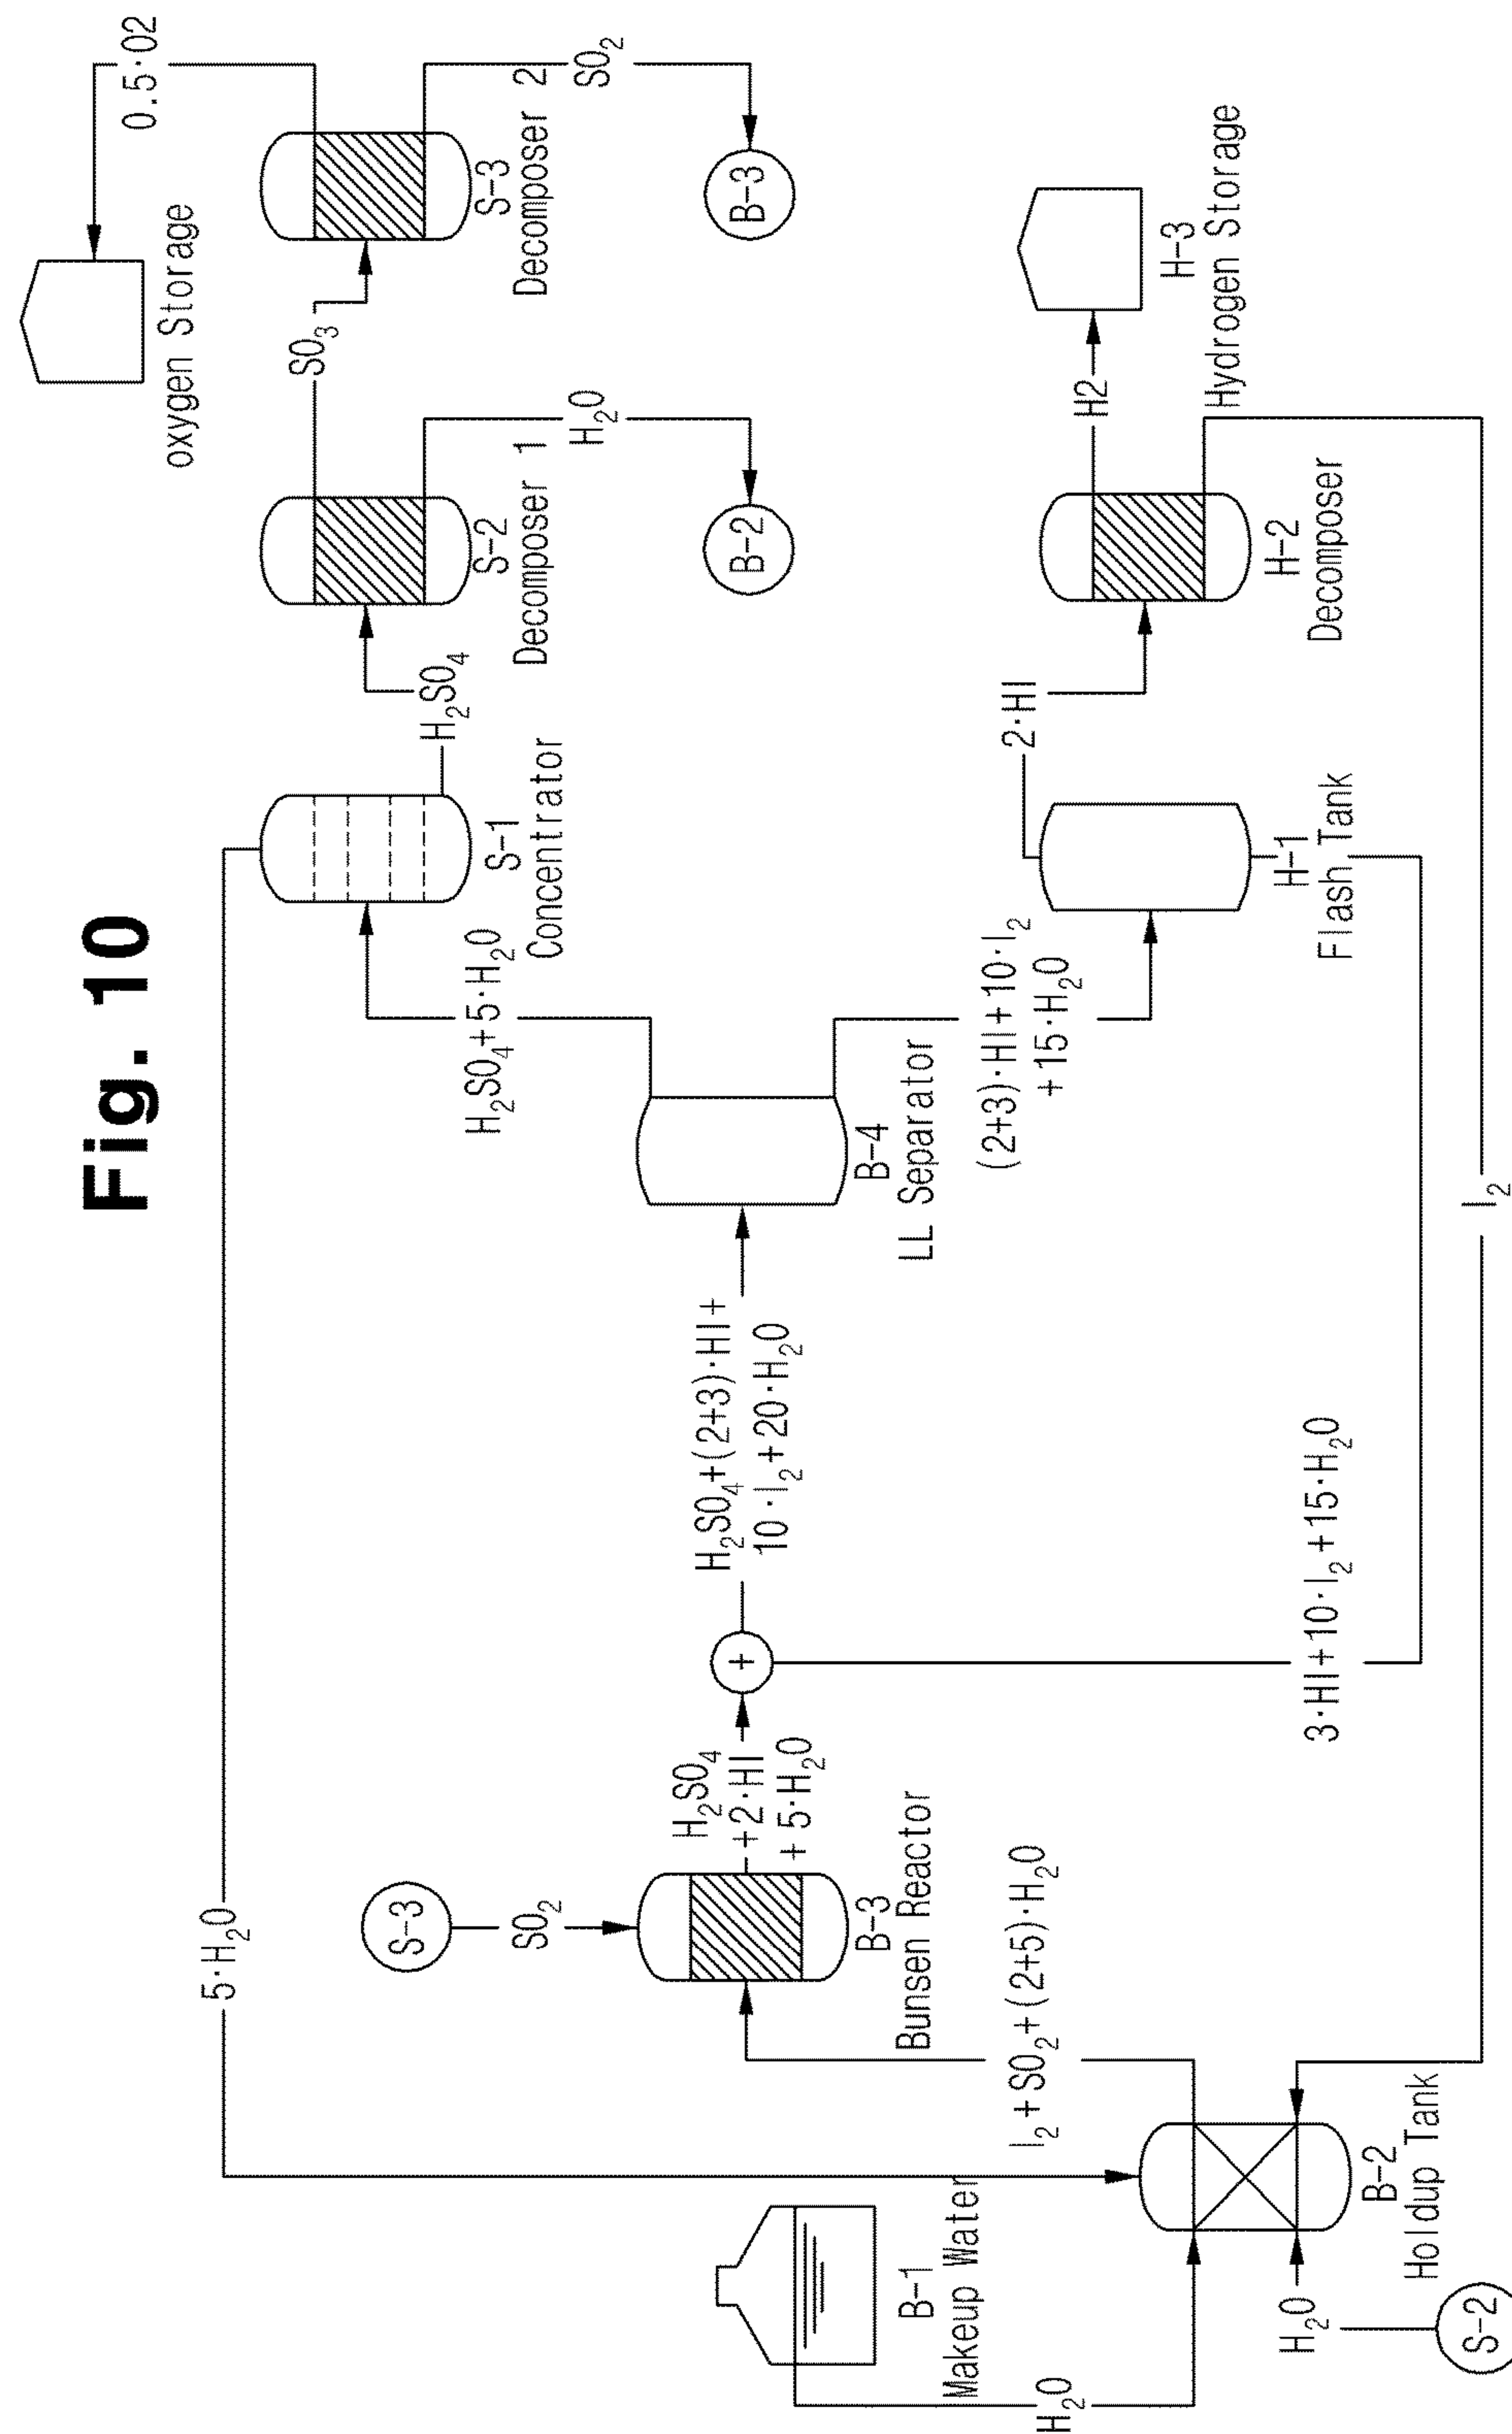 Fig. 10
5·H₂O
0.5·02
oxygen Storage
S-3
SO₂
B-3
Bunsen Reactor
H₂SO₄
+2·HI
+ 5·H₂O
+
H₂SO₄+(2+3)·HI+
10·I₂+20·H₂O
B-4
LL Separator
H₂SO₄+5·H₂O
S-1
Concentrator
H₂SO₄
S-2
Decomposer 1
H₂O
B-2
SO₃
S-3
Decomposer 2
SO₂
B-3
B-1
Makeup Water
H₂O
H₂O
S-2
B-2
Holdup Tank
I₂+SO₂+(2+5)·H₂O
3·HI+10·I₂+15·H₂O
(2+3)·HI+10·I₂
+15·H₂O
H-1
Flash Tank
2·HI
H-2
Decomposer
H2
H-3
Hydrogen Storage
I₂